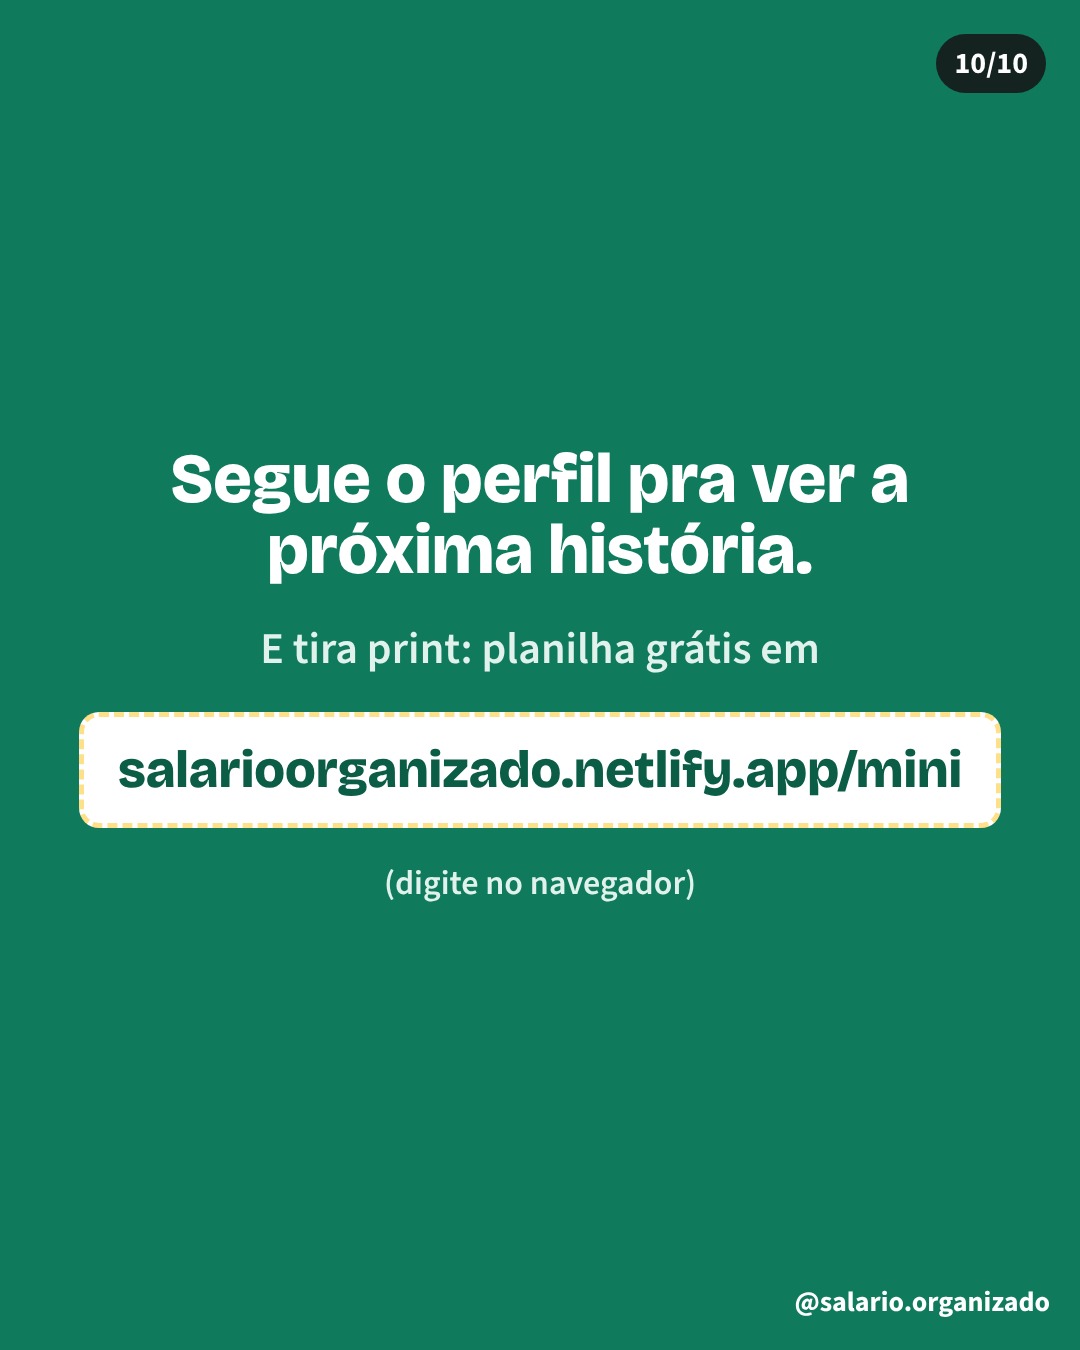 10/10
Segue o perfil pra ver a
próxima história.
E tira print: planilha grátis em
salarioorganizado.netlify.app/mini
(digite no navegador)
@salario.organizado